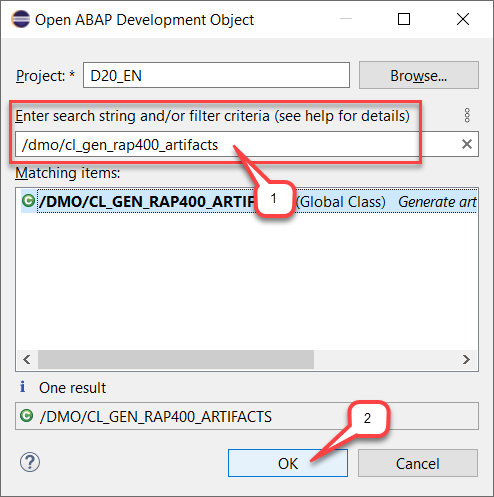 Open ABAP Development Object
Project: * D20_EN Browse...
Enter search string and/or filter criteria (see help for details)
/dmo/cl_gen_rap400_artifacts
Matching items:
/DMO/CL_GEN_RAP400_ARTIF (Global Class) Generate art
1
One result
/DMO/CL_GEN_RAP400_ARTIFACTS
2
OK Cancel